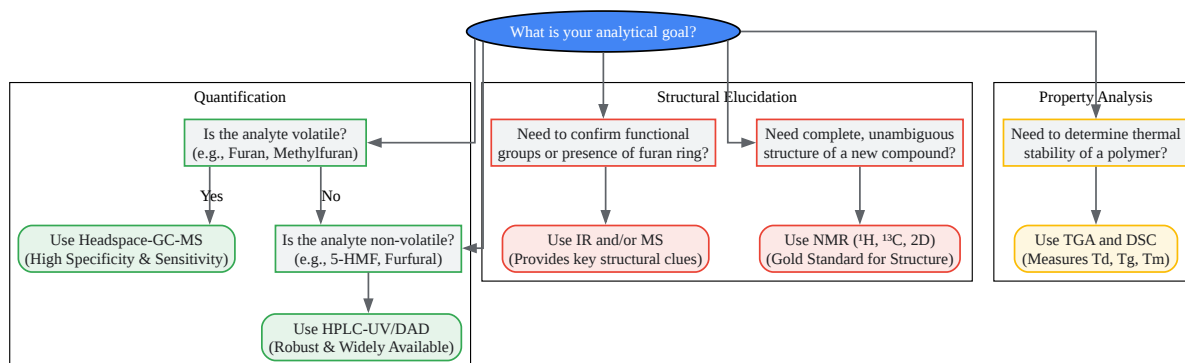 What is your analytical goal?
Quantification
Structural Elucidation
Property Analysis
Is the analyte volatile?
(e.g., Furan, Methylfuran)
Need to confirm functional
groups or presence of furan ring?
Need complete, unambiguous
structure of a new compound?
Need to determine thermal
stability of a polymer?
Yes
No
Use Headspace-GC-MS
(High Specificity & Sensitivity)
Is the analyte non-volatile?
(e.g., 5-HMF, Furfural)
Use IR and/or MS
(Provides key structural clues)
Use NMR (¹H, ¹³C, 2D)
(Gold Standard for Structure)
Use TGA and DSC
(Measures Td, Tg, Tm)
Use HPLC-UV/DAD
(Robust & Widely Available)